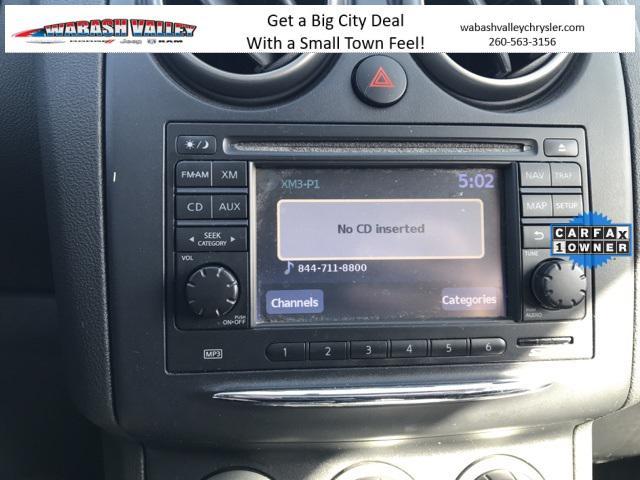 WABASH VALLEY
DODGE Jeep RAM
Get a Big City Deal
With a Small Town Feel!
wabashvalleychrysler.com
260-563-3156
FM•AM XM
CD AUX
SEEK
CATEGORY
VOL
PUSH
ON•OFF
MP3
XM3-P1 5:02
No CD inserted
844-711-8800
Channels Categories
NAV TRAF
MAP SETUP
CARFAX
1 OWNER
TUNE
PUSH
AUDIO
1 2 3 4 5 6